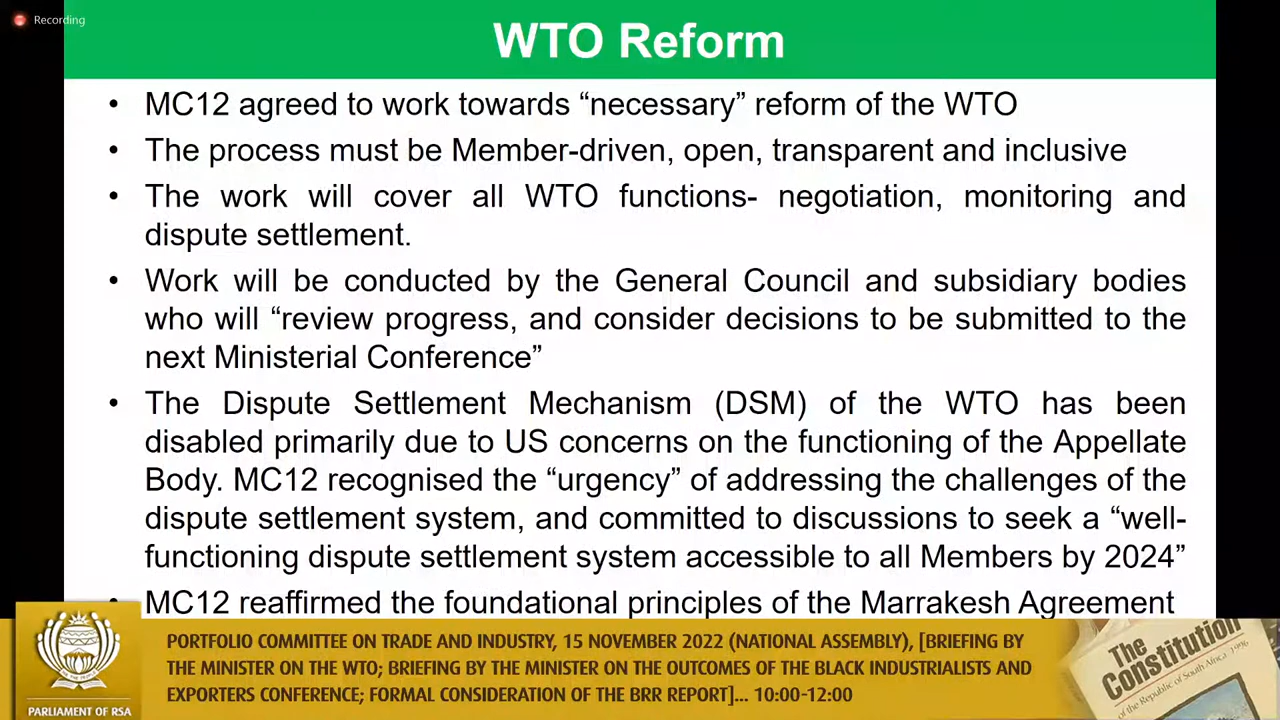 Recording
WTO Reform
• MC12 agreed to work towards “necessary” reform of the WTO
• The process must be Member-driven, open, transparent and inclusive
• The work will cover all WTO functions- negotiation, monitoring and
dispute settlement.
• Work will be conducted by the General Council and subsidiary bodies
who will “review progress, and consider decisions to be submitted to the
next Ministerial Conference”
• The Dispute Settlement Mechanism (DSM) of the WTO has been
disabled primarily due to US concerns on the functioning of the Appellate
Body. MC12 recognised the “urgency” of addressing the challenges of the
dispute settlement system, and committed to discussions to seek a “well-
functioning dispute settlement system accessible to all Members by 2024”
• MC12 reaffirmed the foundational principles of the Marrakesh Agreement
PORTFOLIO COMMITTEE ON TRADE AND INDUSTRY, 15 NOVEMBER 2022 (NATIONAL ASSEMBLY), [BRIEFING BY
THE MINISTER ON THE WTO; BRIEFING BY THE MINISTER ON THE OUTCOMES OF THE BLACK INDUSTRIALISTS AND
EXPORTERS CONFERENCE; FORMAL CONSIDERATION OF THE BRR REPORT]... 10:00-12:00
PARLIAMENT OF RSA
The
Constitution
of the Republic of South Africa, 1996